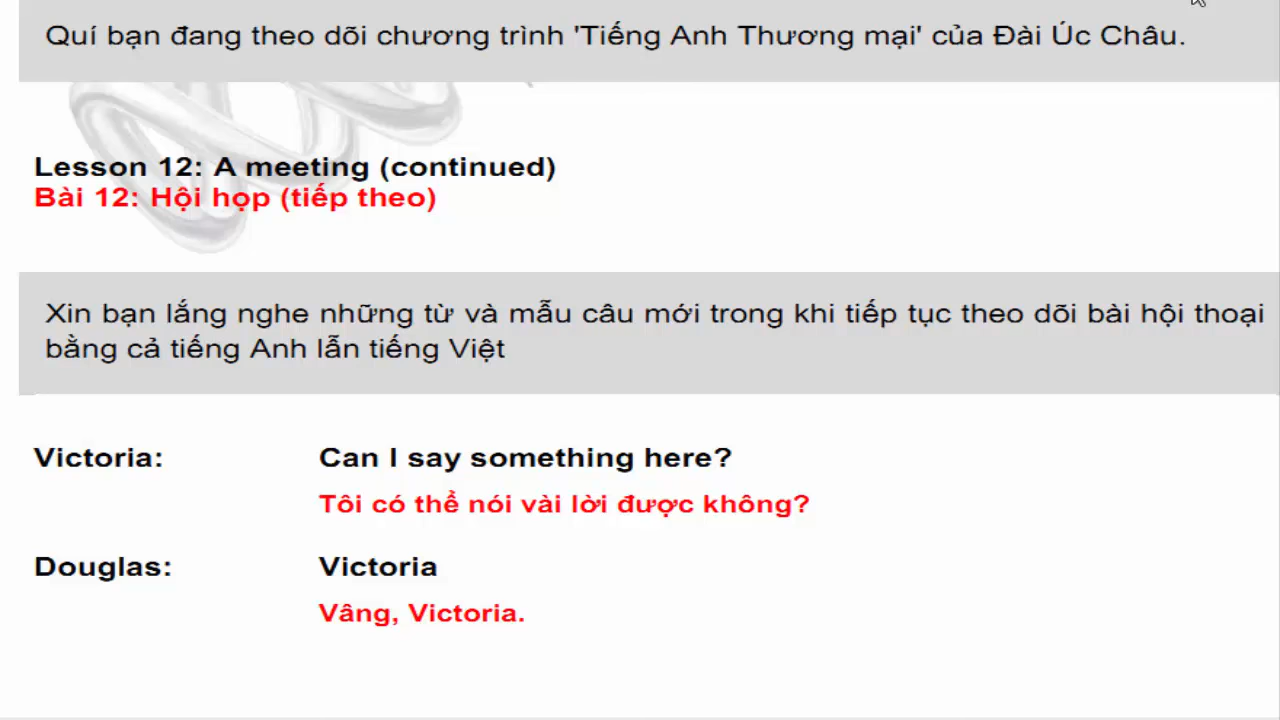 Quí bạn đang theo dõi chương trình 'Tiếng Anh Thương mại' của Đài Úc Châu.
Lesson 12: A meeting (continued)
Bài 12: Hội họp (tiếp theo)
Xin bạn lắng nghe những từ và mẫu câu mới trong khi tiếp tục theo dõi bài hội thoại
bằng cả tiếng Anh lẫn tiếng Việt
Victoria: Can I say something here?
Tôi có thể nói vài lời được không?
Douglas: Victoria
Vâng, Victoria.